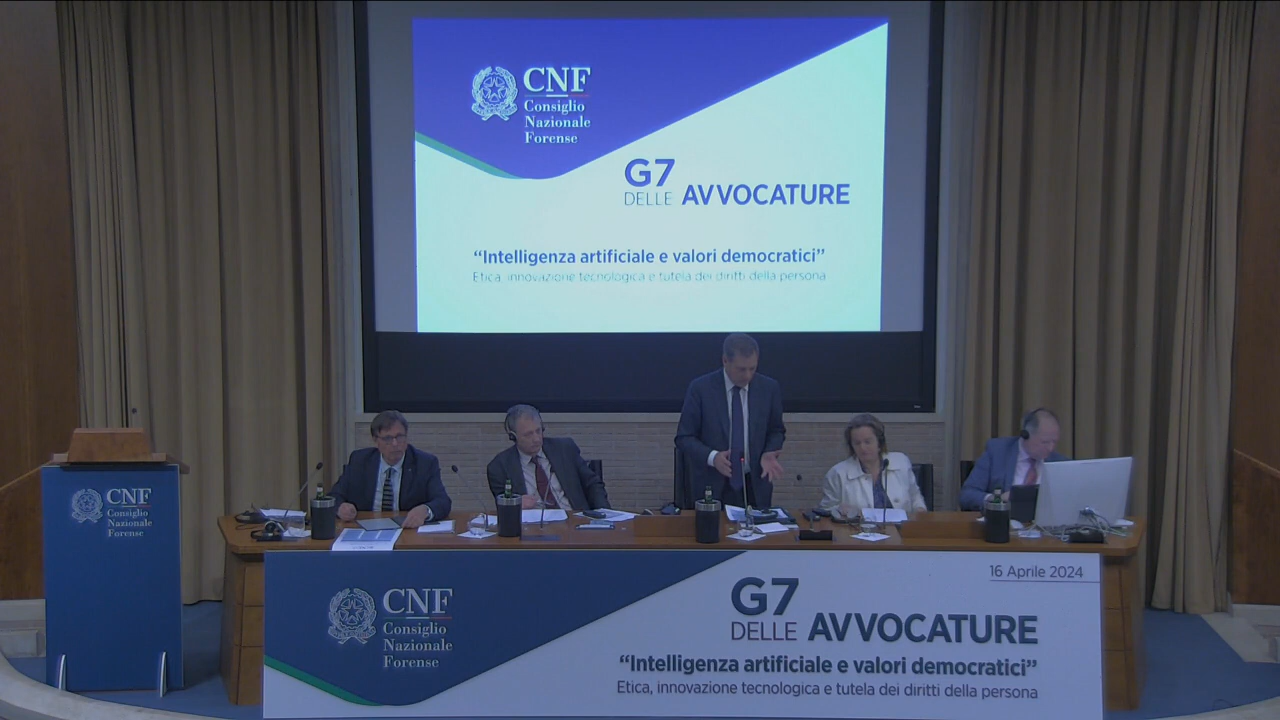 CNF
Consiglio
Nazionale
Forense
G7
DELLE AVVOCATURE
“Intelligenza artificiale e valori democratici”
Etica, innovazione tecnologica e tutela dei diritti della persona
CNF
Consiglio
Nazionale
Forense
16 Aprile 2024
CNF
Consiglio
Nazionale
Forense
G7
DELLE AVVOCATURE
“Intelligenza artificiale e valori democratici”
Etica, innovazione tecnologica e tutela dei diritti della persona